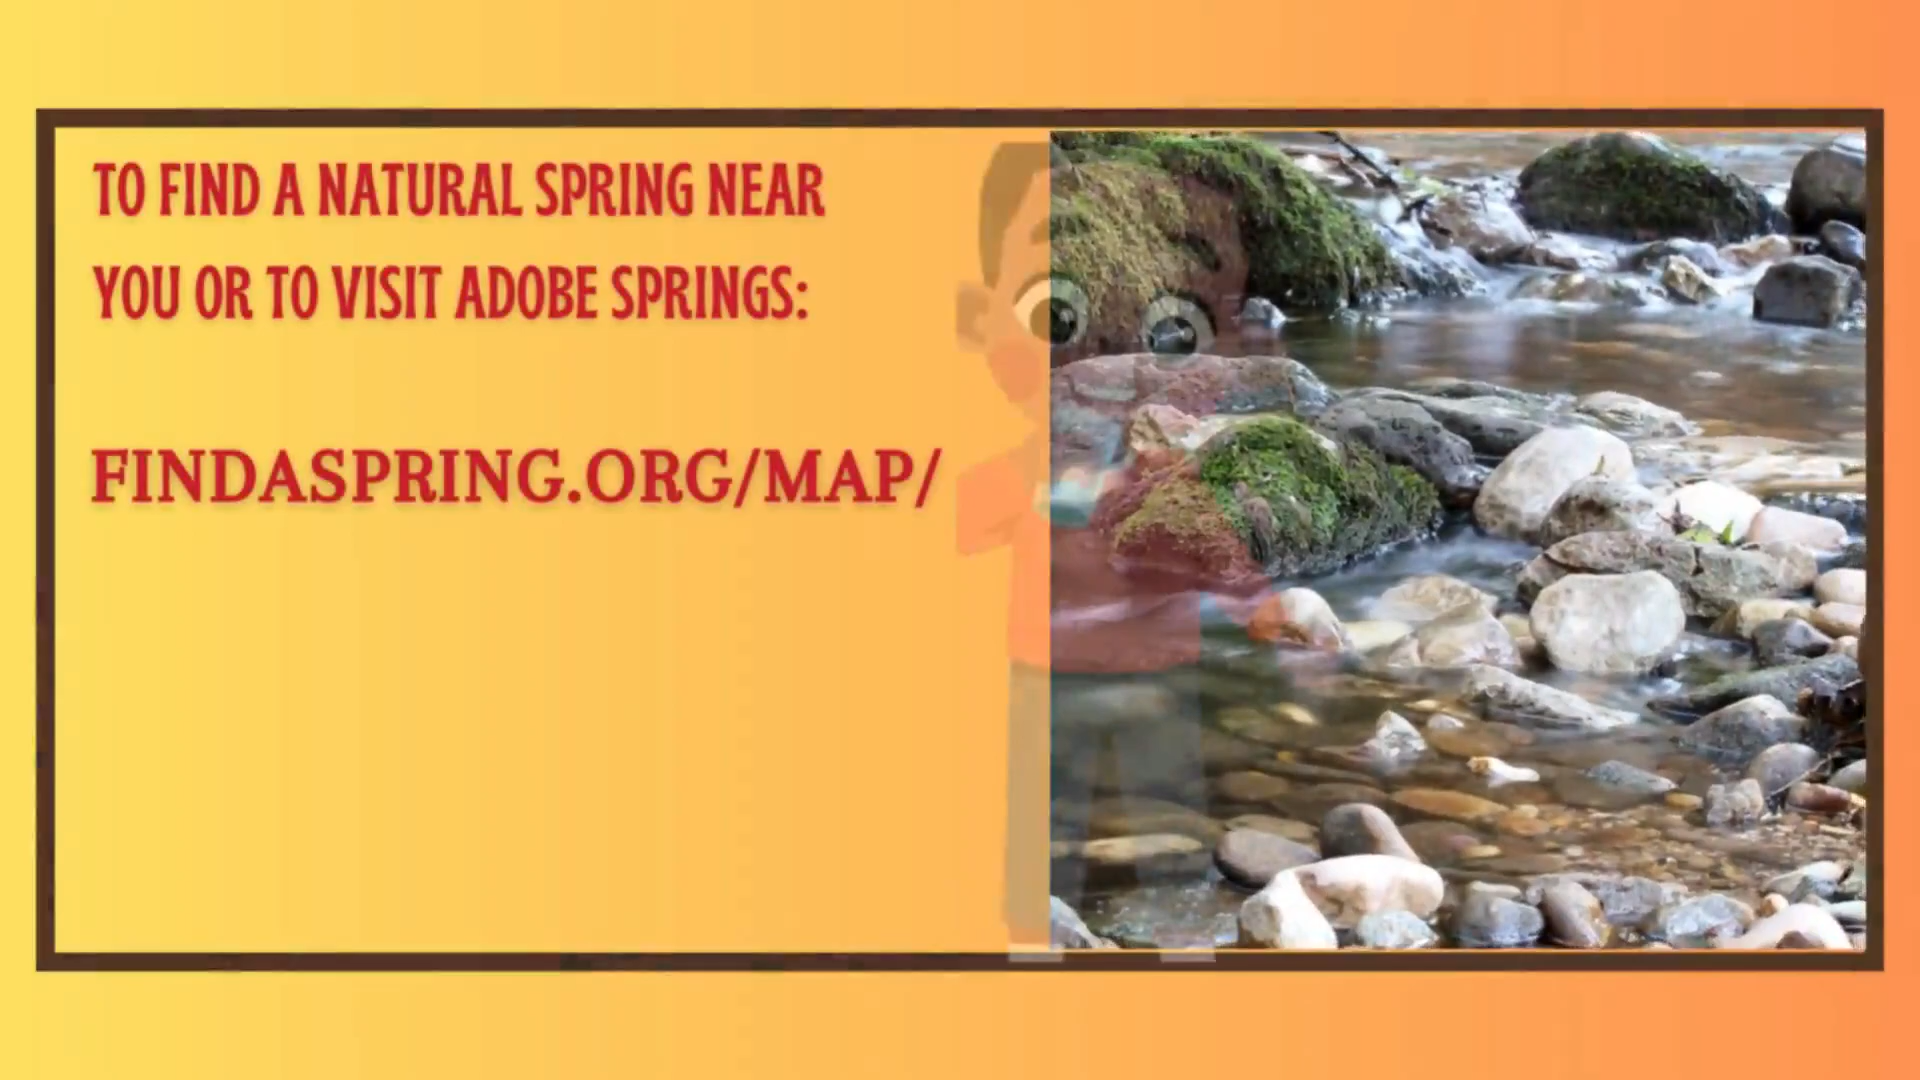 TO FIND A NATURAL SPRING NEAR
YOU OR TO VISIT ADOBE SPRINGS:
FINDASPRING.ORG/MAP/